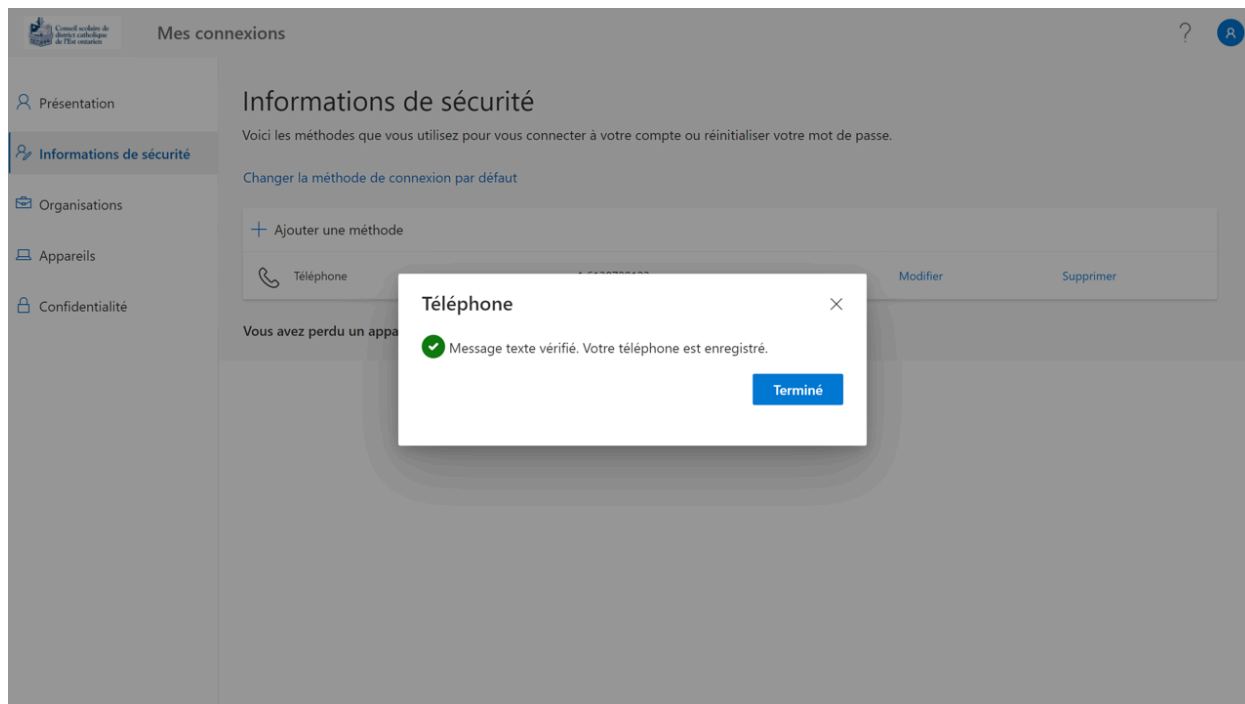 Conseil scolaire de
district catholique
de l'Est ontarien
Mes connexions
?
A
Présentation
Informations de sécurité
Organisations
Appareils
Confidentialité
Informations de sécurité
Voici les méthodes que vous utilisez pour vous connecter à votre compte ou réinitialiser votre mot de passe.
Changer la méthode de connexion par défaut
Ajouter une méthode
Téléphone
Modifier
Supprimer
Vous avez perdu un appa
Téléphone
Message texte vérifié. Votre téléphone est enregistré.
Terminé